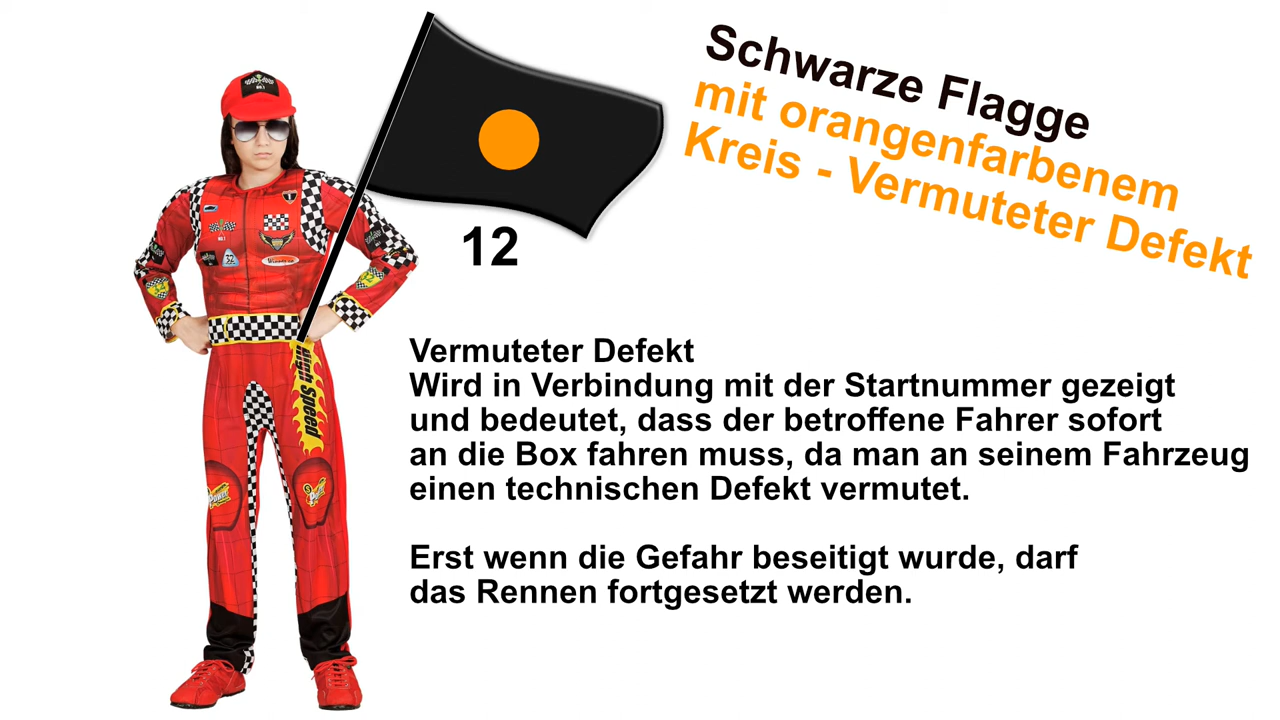 Schwarze Flagge
mit orangenfarbenem
Kreis - Vermuteter Defekt
12
Vermuteter Defekt
Wird in Verbindung mit der Startnummer gezeigt
und bedeutet, dass der betroffene Fahrer sofort
an die Box fahren muss, da man an seinem Fahrzeug
einen technischen Defekt vermutet.
Erst wenn die Gefahr beseitigt wurde, darf
das Rennen fortgesetzt werden.
High Speed